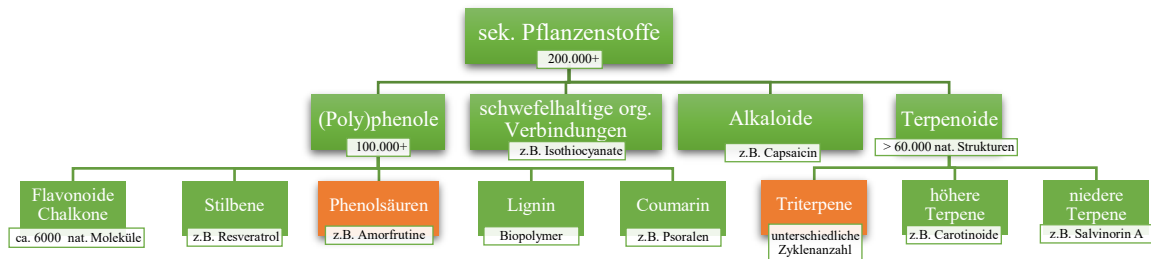 sek. Pflanzenstoffe
200.000+
(Poly)phenole
100.000+
schwefelhaltige org.
Verbindungen
z.B. Isothiocyanate
Alkaloide
z.B. Capsaicin
Terpenoide
> 60.000 nat. Strukturen
Flavonoide
Chalkone
ca. 6000 nat. Moleküle
Stilbene
z.B. Resveratrol
Phenolsäuren
z.B. Amorfrutine
Lignin
Biopolymer
Coumarin
z.B. Psoralen
Triterpene
unterschiedliche
Zyklenanzahl
höhere
Terpene
z.B. Carotinoide
niedere
Terpene
z.B. Salvinorin A